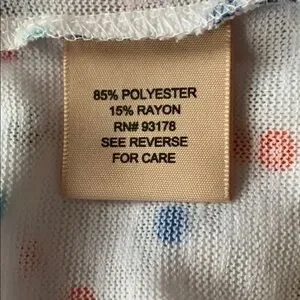 85% POLYESTER
15% RAYON
RN# 93178
SEE REVERSE
FOR CARE